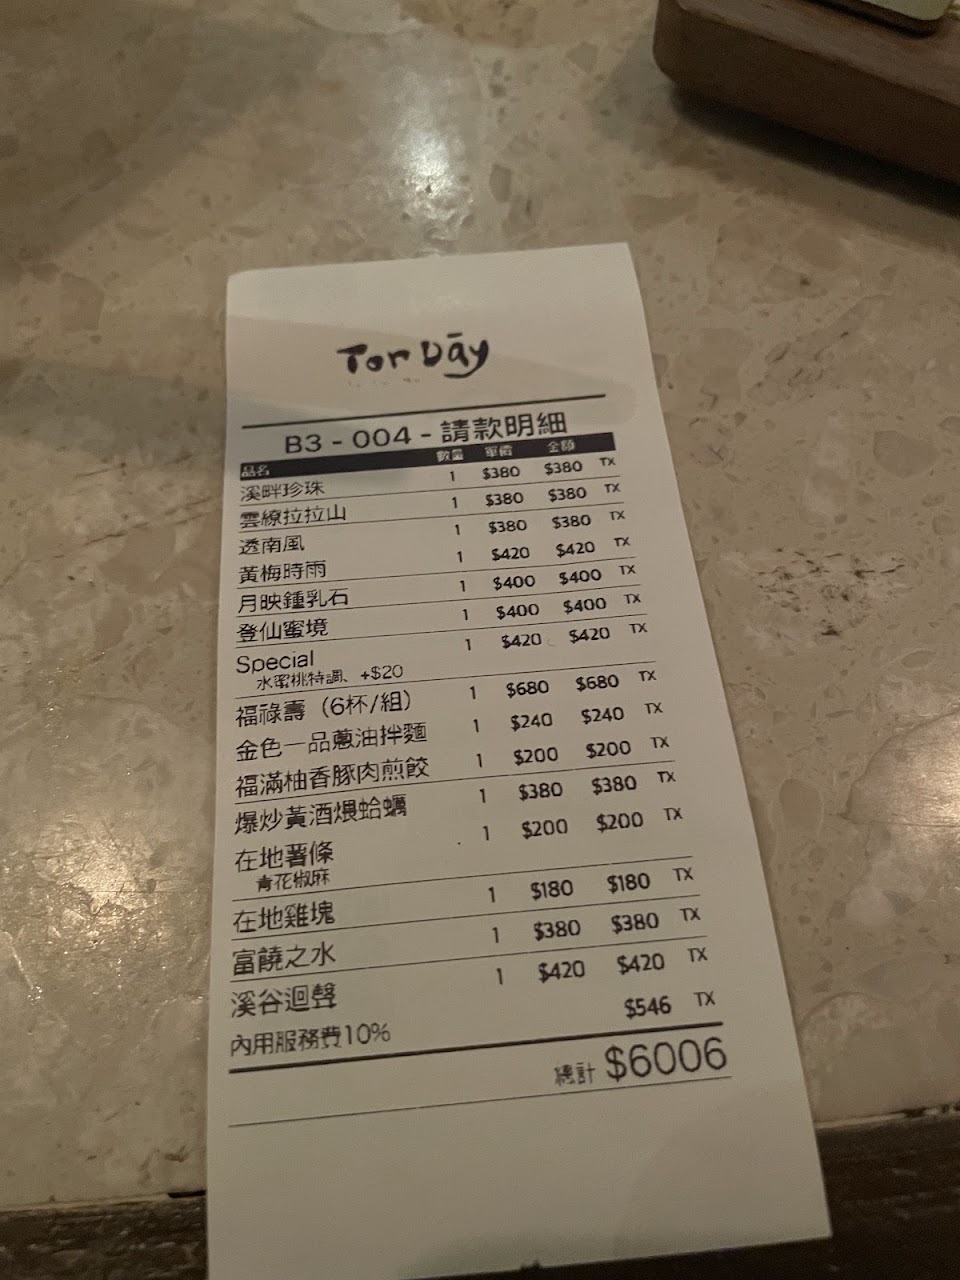 Tor Dāy
B3 - 004 - 請款明細
品名 數量 單價 金額
溪畔珍珠 1 $380 $380 TX
雲繚拉拉山 1 $380 $380 TX
透南風 1 $380 $380 TX
黃梅時雨 1 $420 $420 TX
月映鍾乳石 1 $400 $400 TX
登仙蜜境 1 $400 $400 TX
Special 1 $420 $420 TX
水蜜桃特調、+$20
福祿壽（6杯/組） 1 $680 $680 TX
金色一品蔥油拌麵 1 $240 $240 TX
福滿柚香豚肉煎餃 1 $200 $200 TX
爆炒黃酒煨蛤蠣 1 $380 $380 TX
在地薯條 1 $200 $200 TX
青花椒麻
在地雞塊 1 $180 $180 TX
富饒之水 1 $380 $380 TX
溪谷迴聲 1 $420 $420 TX
內用服務費10% $546 TX
總計 $6006